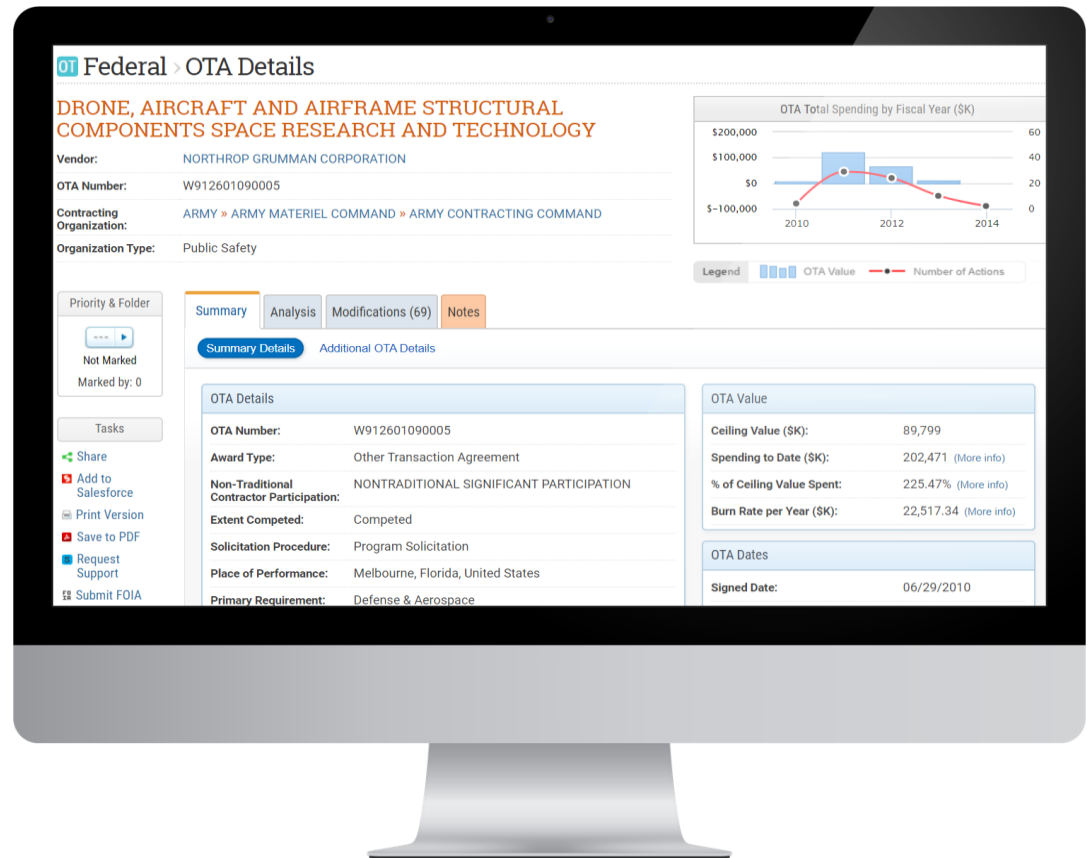 OT Federal > OTA Details
DRONE, AIRCRAFT AND AIRFRAME STRUCTURAL
COMPONENTS SPACE RESEARCH AND TECHNOLOGY
Vendor: NORTHROP GRUMMAN CORPORATION
OTA Number: W912601090005
Contracting
Organization: ARMY » ARMY MATERIEL COMMAND » ARMY CONTRACTING COMMAND
Organization Type: Public Safety
OTA Total Spending by Fiscal Year ($K)
$200,000 60
$100,000 40
$0 20
$-100,000 0
2010 2012 2014
Legend OTA Value Number of Actions
Priority & Folder
---
Not Marked
Marked by: 0
Tasks
Share
Add to
Salesforce
Print Version
Save to PDF
Request
Support
Submit FOIA
Summary Analysis Modifications (69) Notes
Summary Details Additional OTA Details
OTA Details
OTA Number: W912601090005
Award Type: Other Transaction Agreement
Non-Traditional
Contractor Participation: NONTRADITIONAL SIGNIFICANT PARTICIPATION
Extent Competed: Competed
Solicitation Procedure: Program Solicitation
Place of Performance: Melbourne, Florida, United States
Primary Requirement: Defense & Aerospace
OTA Value
Ceiling Value ($K): 89,799
Spending to Date ($K): 202,471 (More info)
% of Ceiling Value Spent: 225.47% (More info)
Burn Rate per Year ($K): 22,517.34 (More info)
OTA Dates
Signed Date: 06/29/2010